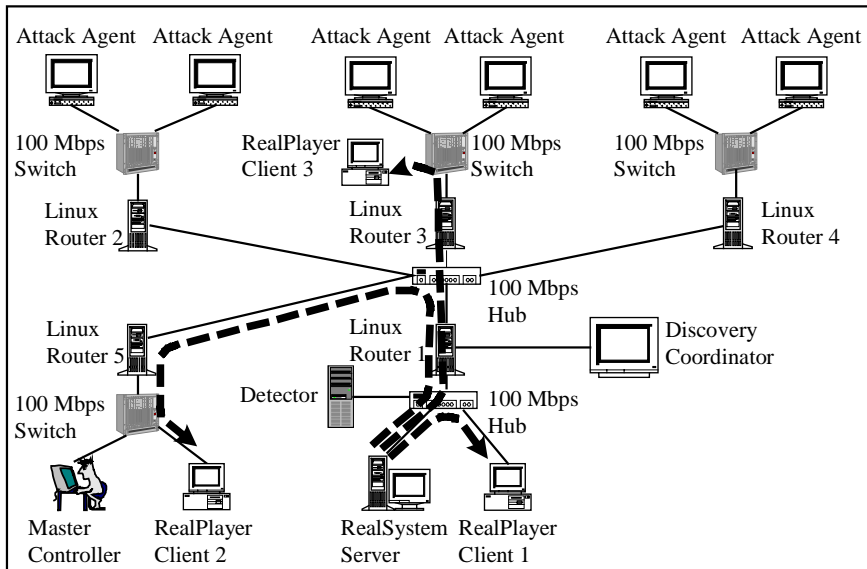 Attack Agent
Attack Agent
Attack Agent
Attack Agent
Attack Agent
Attack Agent
100 Mbps
Switch
RealPlayer
Client 3
100 Mbps
Switch
100 Mbps
Switch
Linux
Router 2
Linux
Router 3
Linux
Router 4
100 Mbps
Hub
Linux
Router 5
Linux
Router 1
Discovery
Coordinator
100 Mbps
Switch
Detector
100 Mbps
Hub
Master
Controller
RealPlayer
Client 2
RealSystem
Server
RealPlayer
Client 1